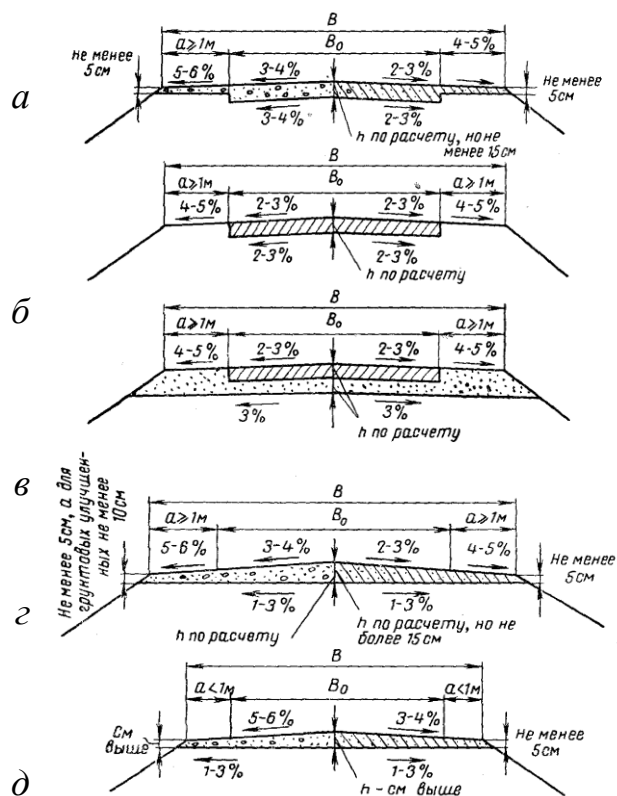 B
a⩾1м
B₀
4-5%
не менее
5см
5-6%
3-4%
2-3%
не менее
5см
а
3-4%
2-3%
h по расчету, но не
менее 15см
B
a⩾1м
B₀
a⩾1м
4-5%
2-3%
2-3%
4-5%
2-3%
2-3%
h по расчету
б
B
a⩾1м
B₀
a⩾1м
4-5%
2-3%
2-3%
4-5%
3%
3%
h по расчету
в
Не менее 5см, а для
грунтовых улучшен-
ных не менее
10см
B
a⩾1м
B₀
a⩾1м
5-6%
3-4%
2-3%
4-5%
Не менее
5см
г
1-3%
1-3%
h по расчету
h по расчету, но не
более 15см
B
a<1м
B₀
a<1м
5-6%
3-4%
См
выше
Не менее
5см
д
1-3%
1-3%
h - см выше